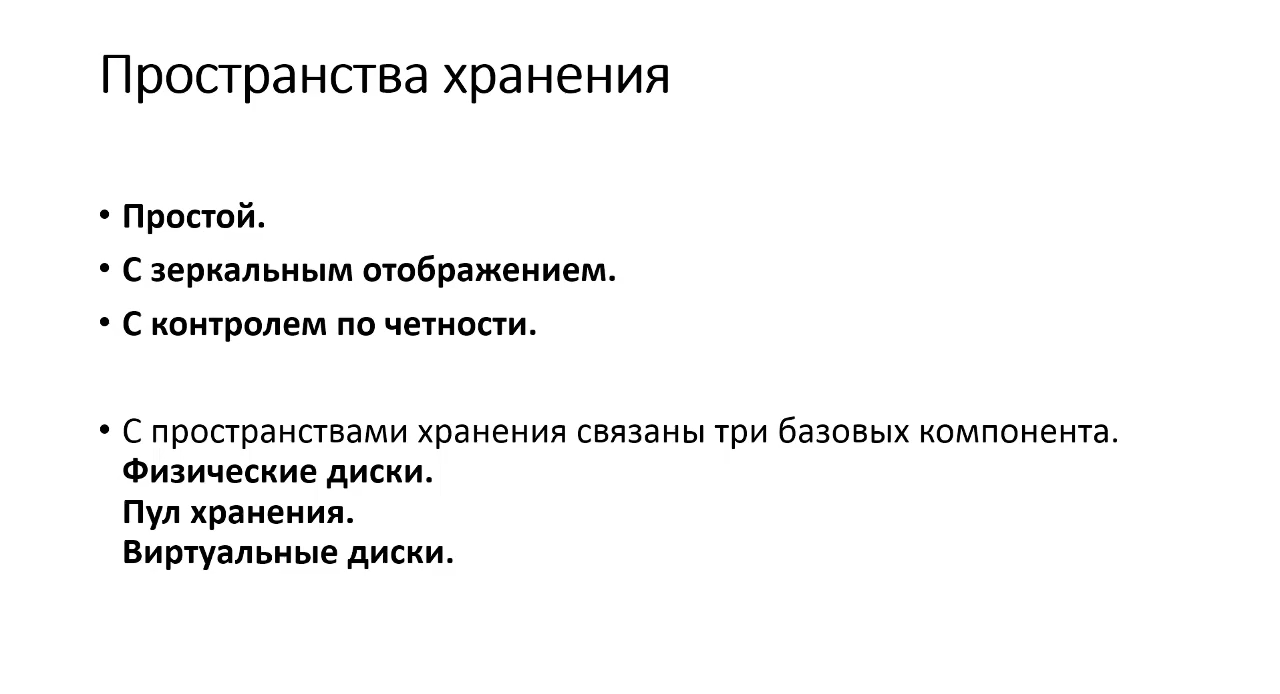 Пространства хранения
• Простой.
• С зеркальным отображением.
• С контролем по четности.
• С пространствами хранения связаны три базовых компонента.
Физические диски.
Пул хранения.
Виртуальные диски.